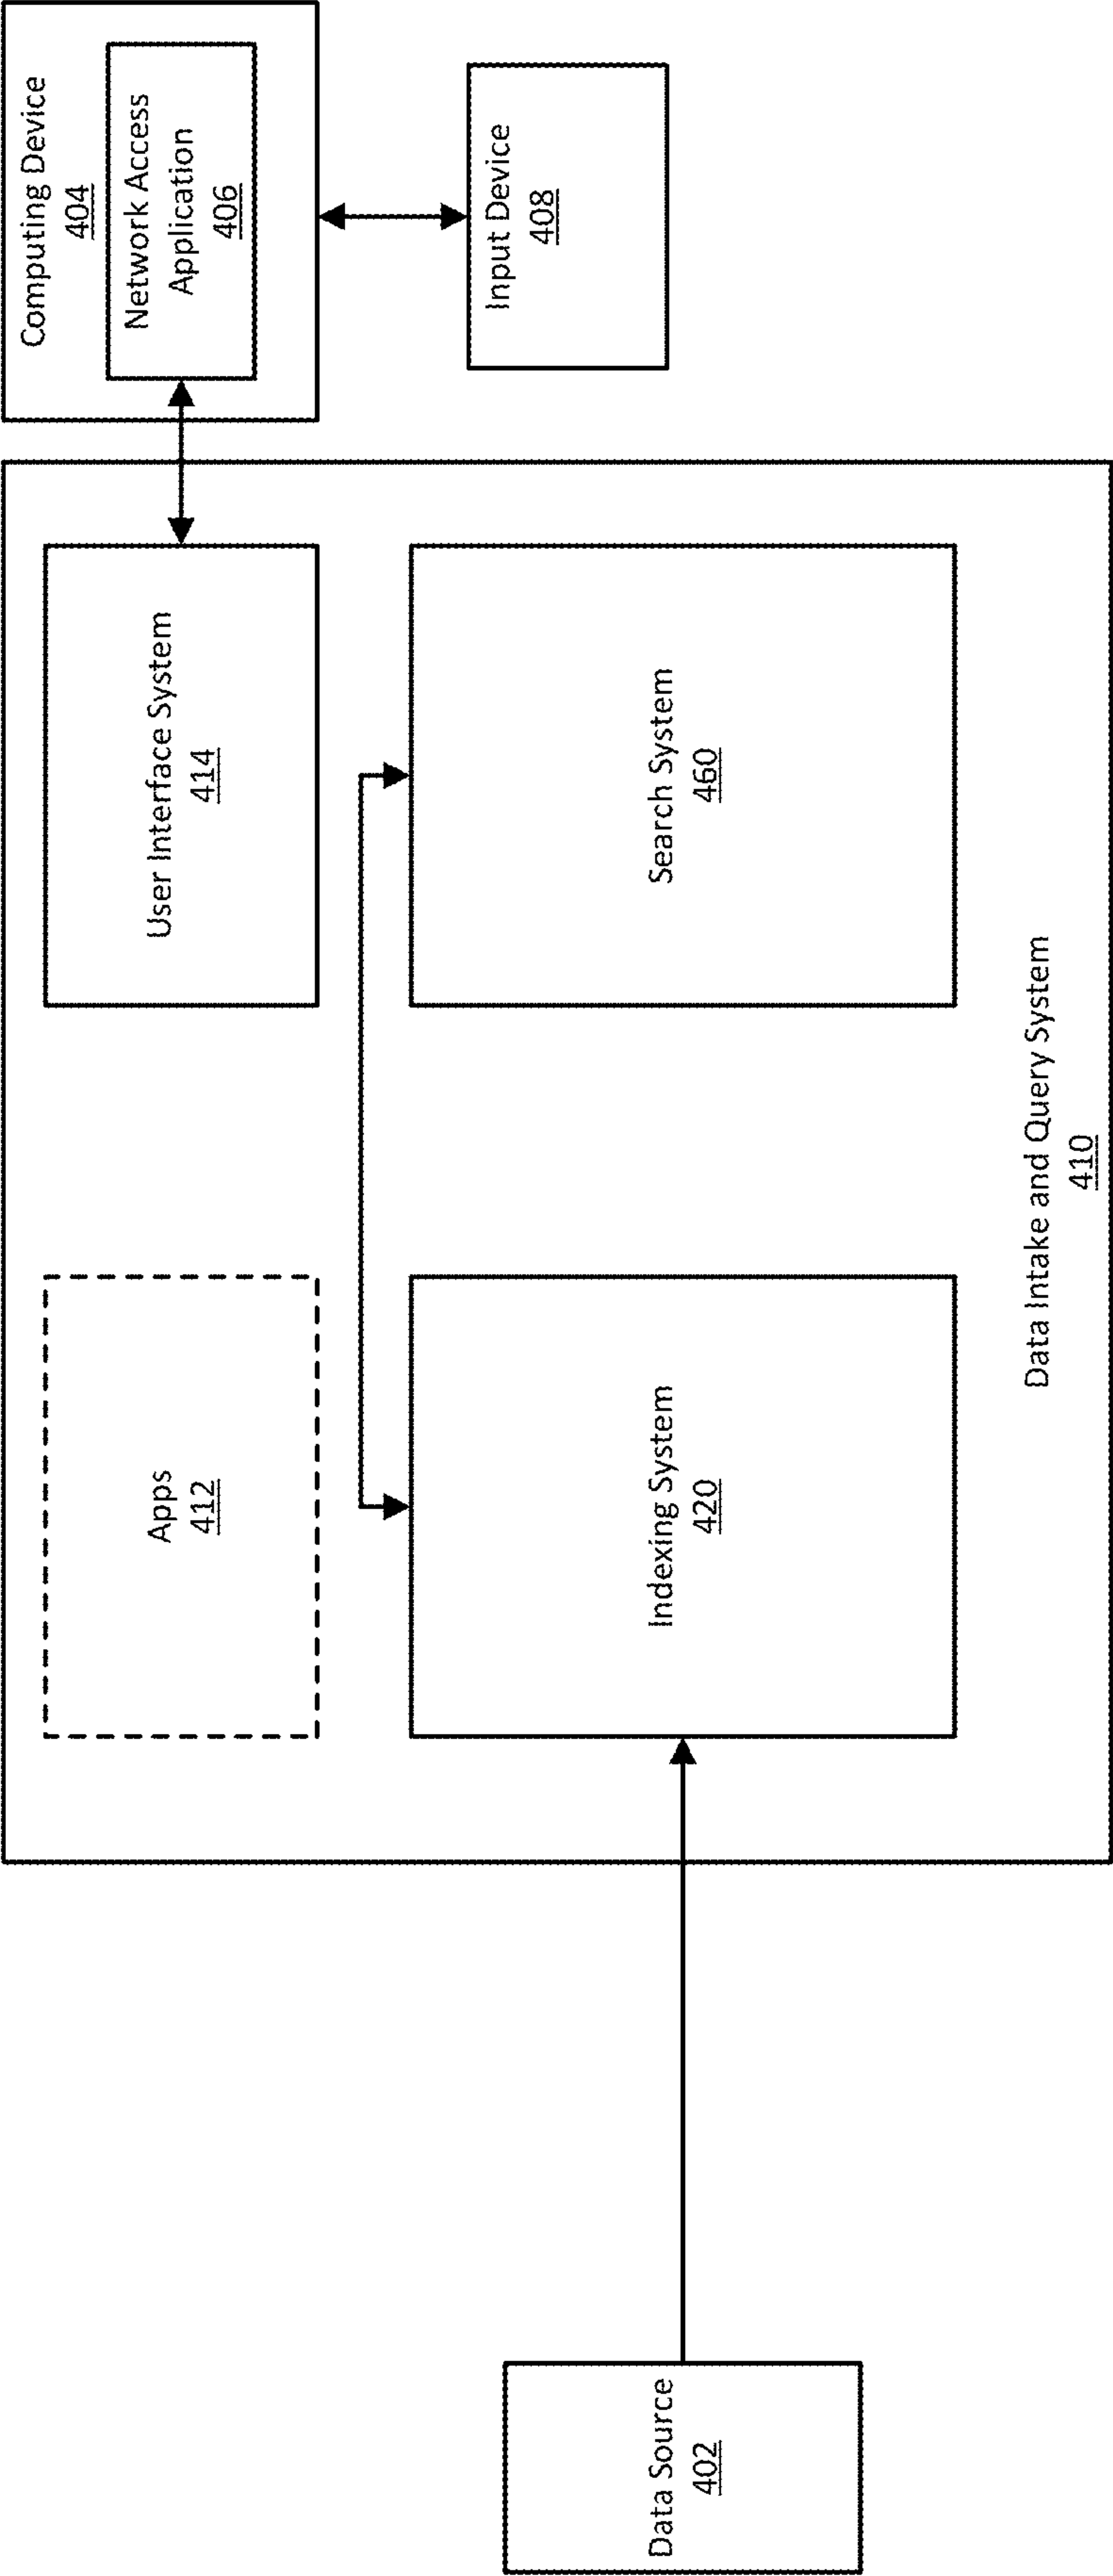 Computing Device
404
Network Access
Application
406
Input Device
408
User Interface System
414
Search System
460
Apps
412
Indexing System
420
Data Intake and Query System
410
Data Source
402